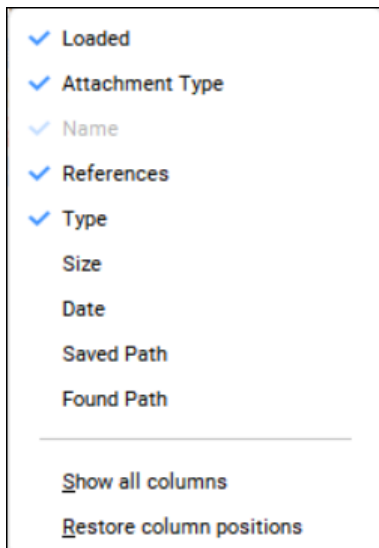 Loaded
Attachment Type
Name
References
Type
Size
Date
Saved Path
Found Path
Show all columns
Restore column positions